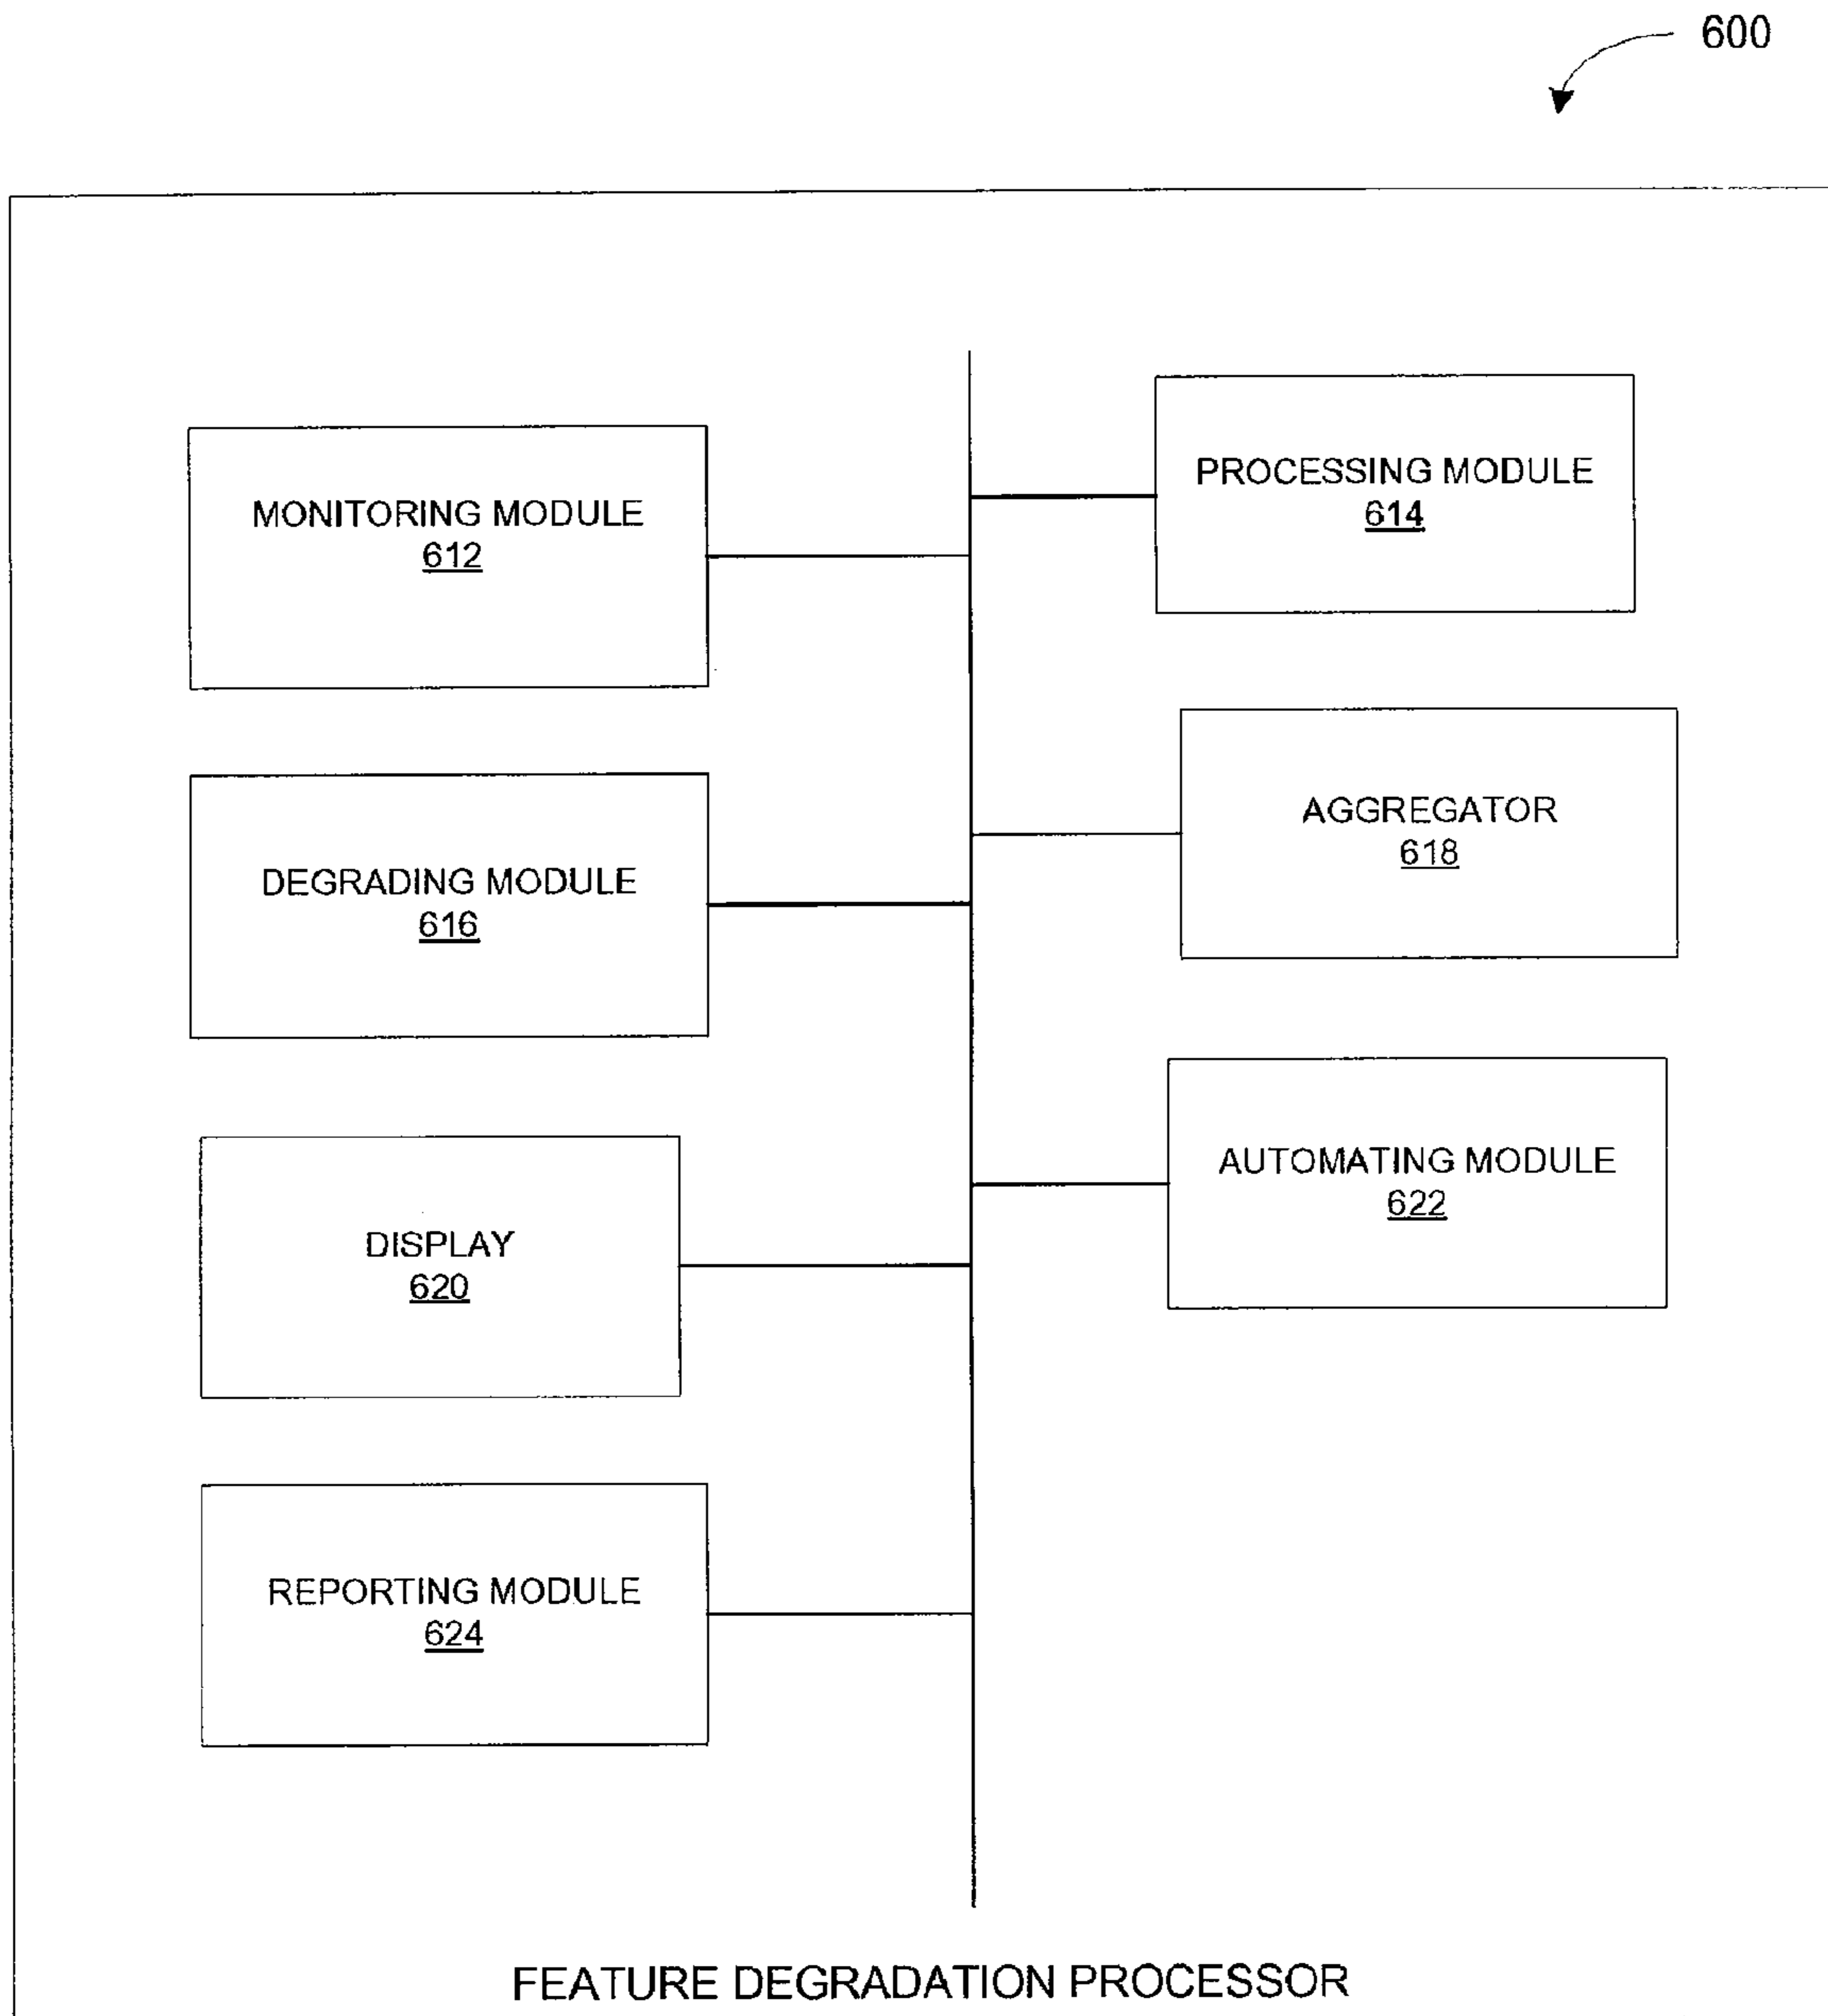 600
MONITORING MODULE
612
PROCESSING MODULE
614
DEGRADING MODULE
616
AGGREGATOR
618
DISPLAY
620
AUTOMATING MODULE
622
REPORTING MODULE
624
FEATURE DEGRADATION PROCESSOR